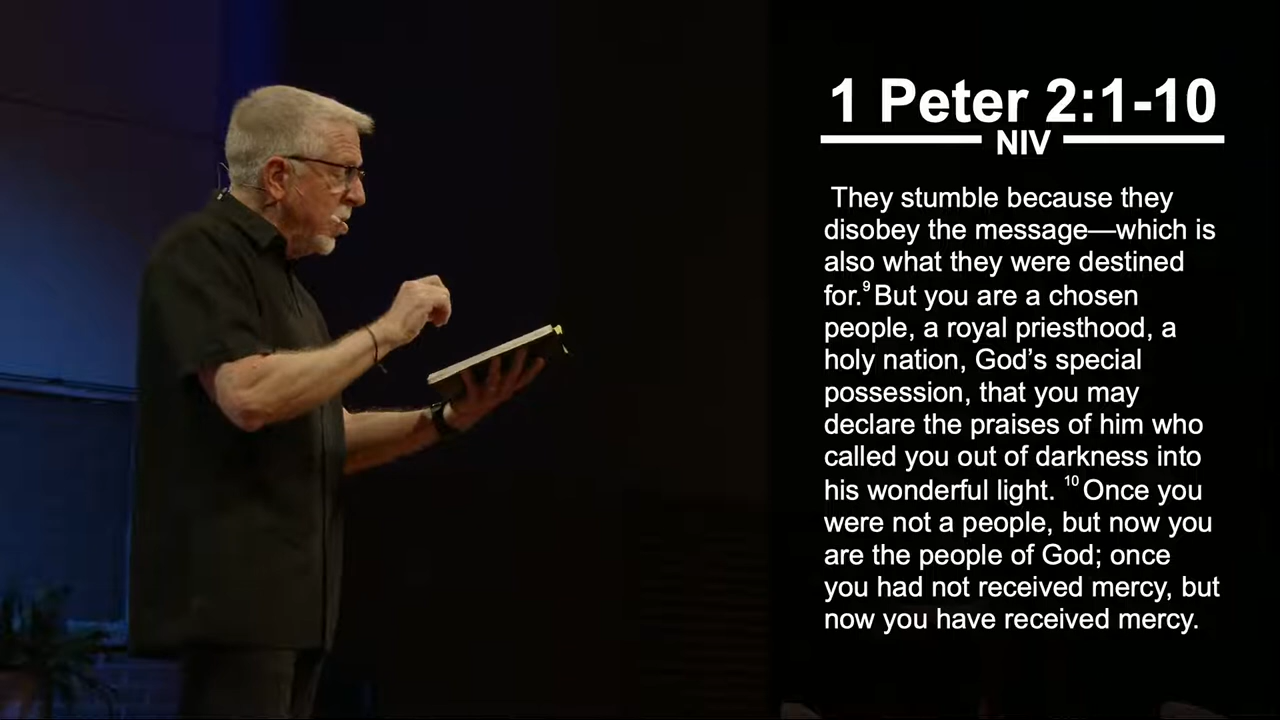 1 Peter 2:1-10
NIV
They stumble because they
disobey the message—which is
also what they were destined
for.⁹ But you are a chosen
people, a royal priesthood, a
holy nation, God’s special
possession, that you may
declare the praises of him who
called you out of darkness into
his wonderful light. ¹⁰ Once you
were not a people, but now you
are the people of God; once
you had not received mercy, but
now you have received mercy.